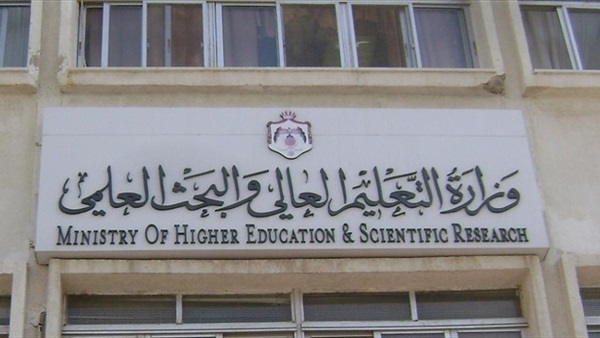 وزارة التعليم العالي والبحث العلمي
MINISTRY OF HIGHER EDUCATION & SCIENTIFIC RESEARCH